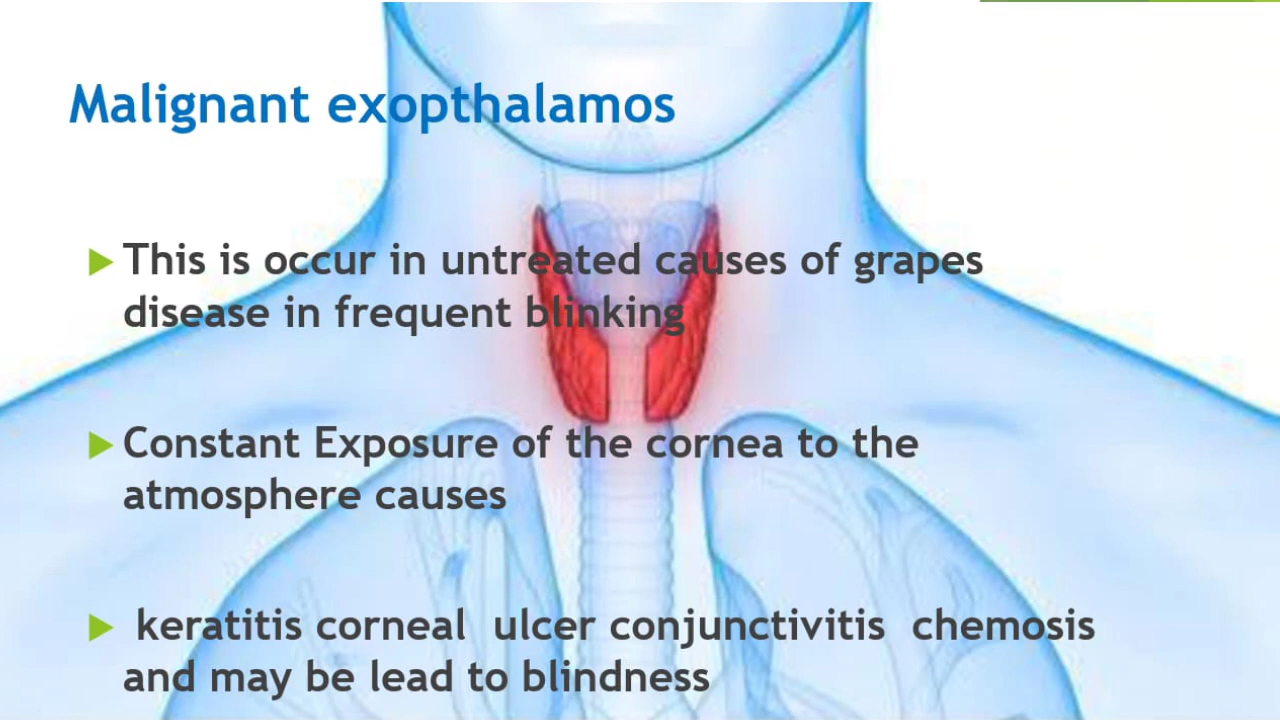 Malignant exopthalamos
This is occur in untreated causes of grapes
disease in frequent blinking
Constant Exposure of the cornea to the
atmosphere causes
keratitis corneal ulcer conjunctivitis chemosis
and may be lead to blindness